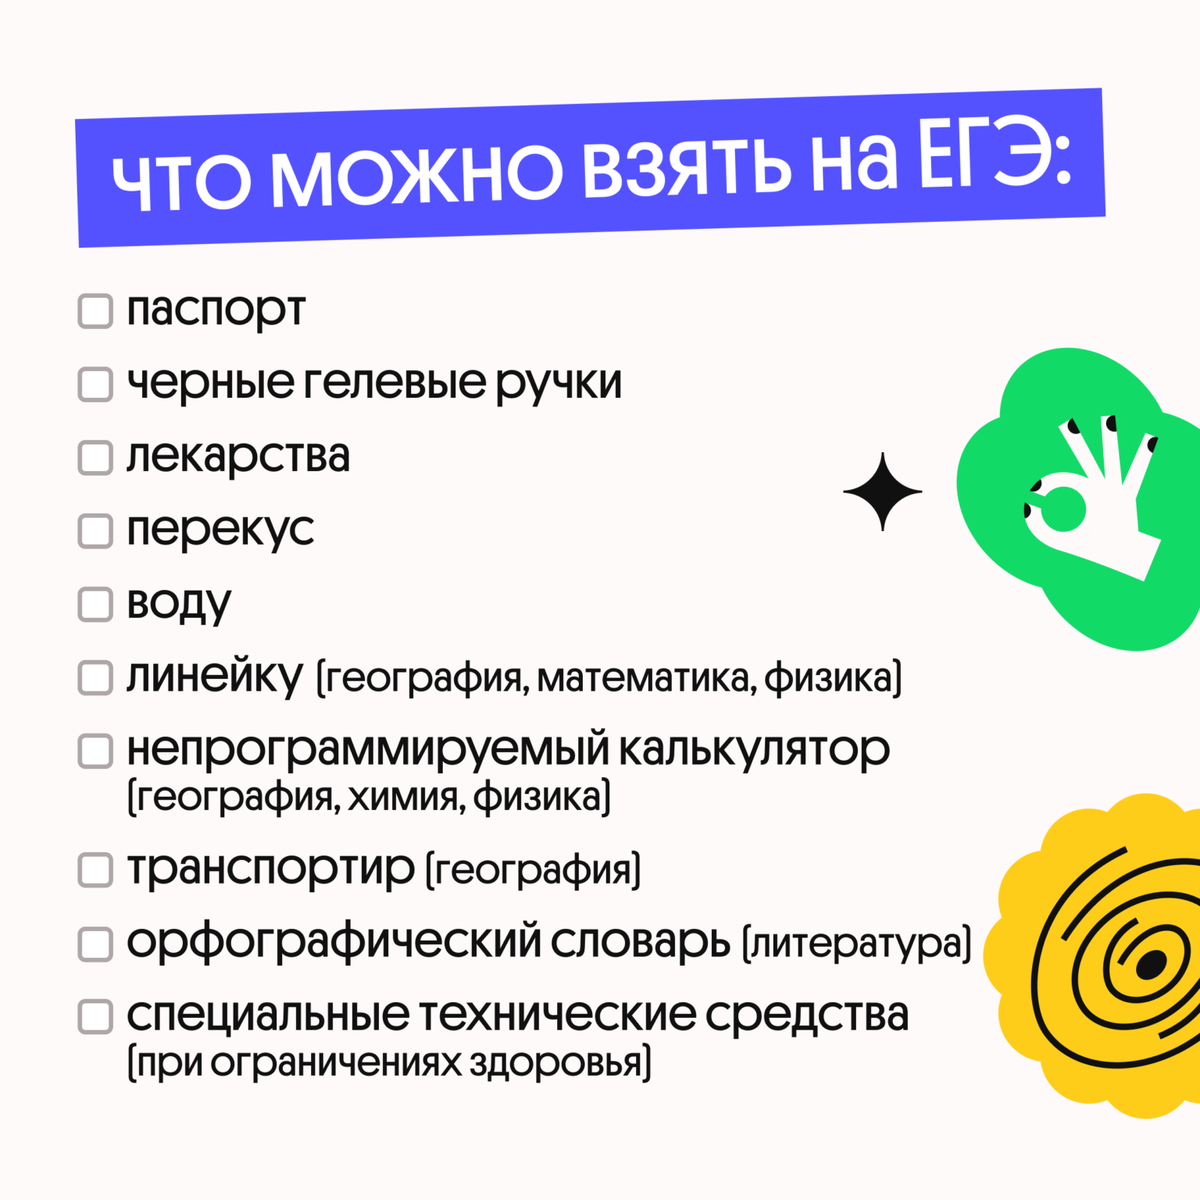 что можно взять на ЕГЭ:
паспорт
черные гелевые ручки
лекарства
перекус
воду
линейку (география, математика, физика)
непрограммируемый калькулятор
(география, химия, физика)
транспортир (география)
орфографический словарь (литература)
специальные технические средства
(при ограничениях здоровья)